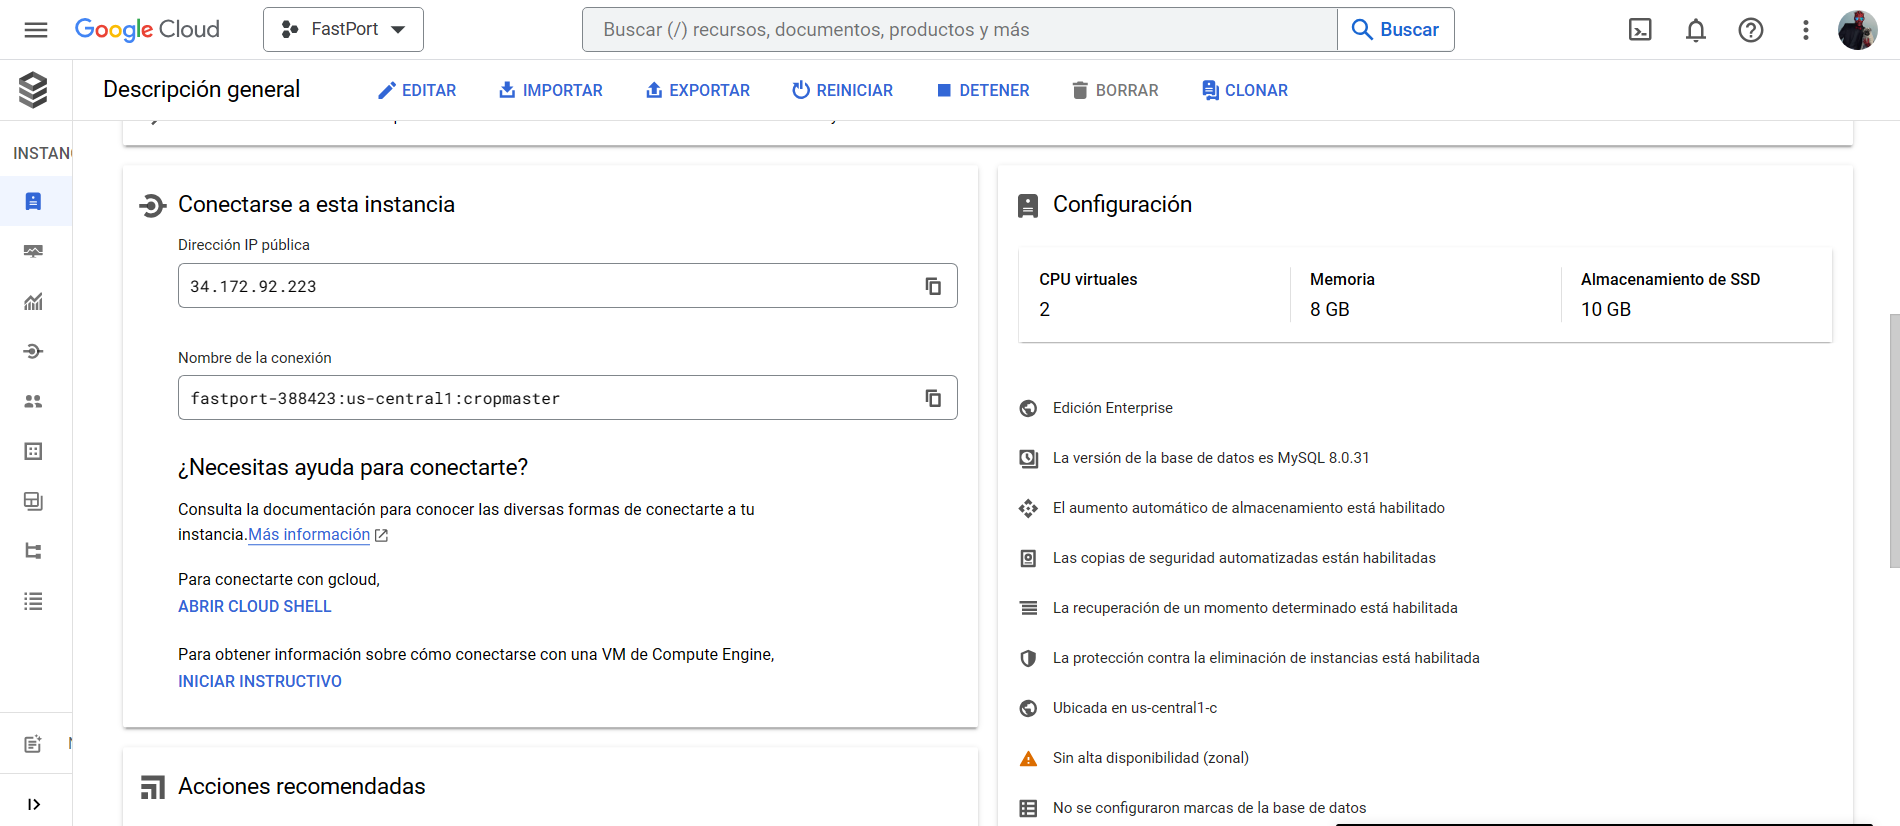 Google Cloud
FastPort
Buscar (/) recursos, documentos, productos y más
Buscar
Descripción general
EDITAR
IMPORTAR
EXPORTAR
REINICIAR
DETENER
BORRAR
CLONAR
INSTANC
Conectarse a esta instancia
Dirección IP pública
34.172.92.223
Nombre de la conexión
fastport-388423:us-central1:cropmaster
¿Necesitas ayuda para conectarte?
Consulta la documentación para conocer las diversas formas de conectarte a tu
instancia.Más información
Para conectarte con gcloud,
ABRIR CLOUD SHELL
Para obtener información sobre cómo conectarse con una VM de Compute Engine,
INICIAR INSTRUCTIVO
Acciones recomendadas
Configuración
CPU virtuales
2
Memoria
8 GB
Almacenamiento de SSD
10 GB
Edición Enterprise
La versión de la base de datos es MySQL 8.0.31
El aumento automático de almacenamiento está habilitado
Las copias de seguridad automatizadas están habilitadas
La recuperación de un momento determinado está habilitada
La protección contra la eliminación de instancias está habilitada
Ubicada en us-central1-c
Sin alta disponibilidad (zonal)
No se configuraron marcas de la base de datos